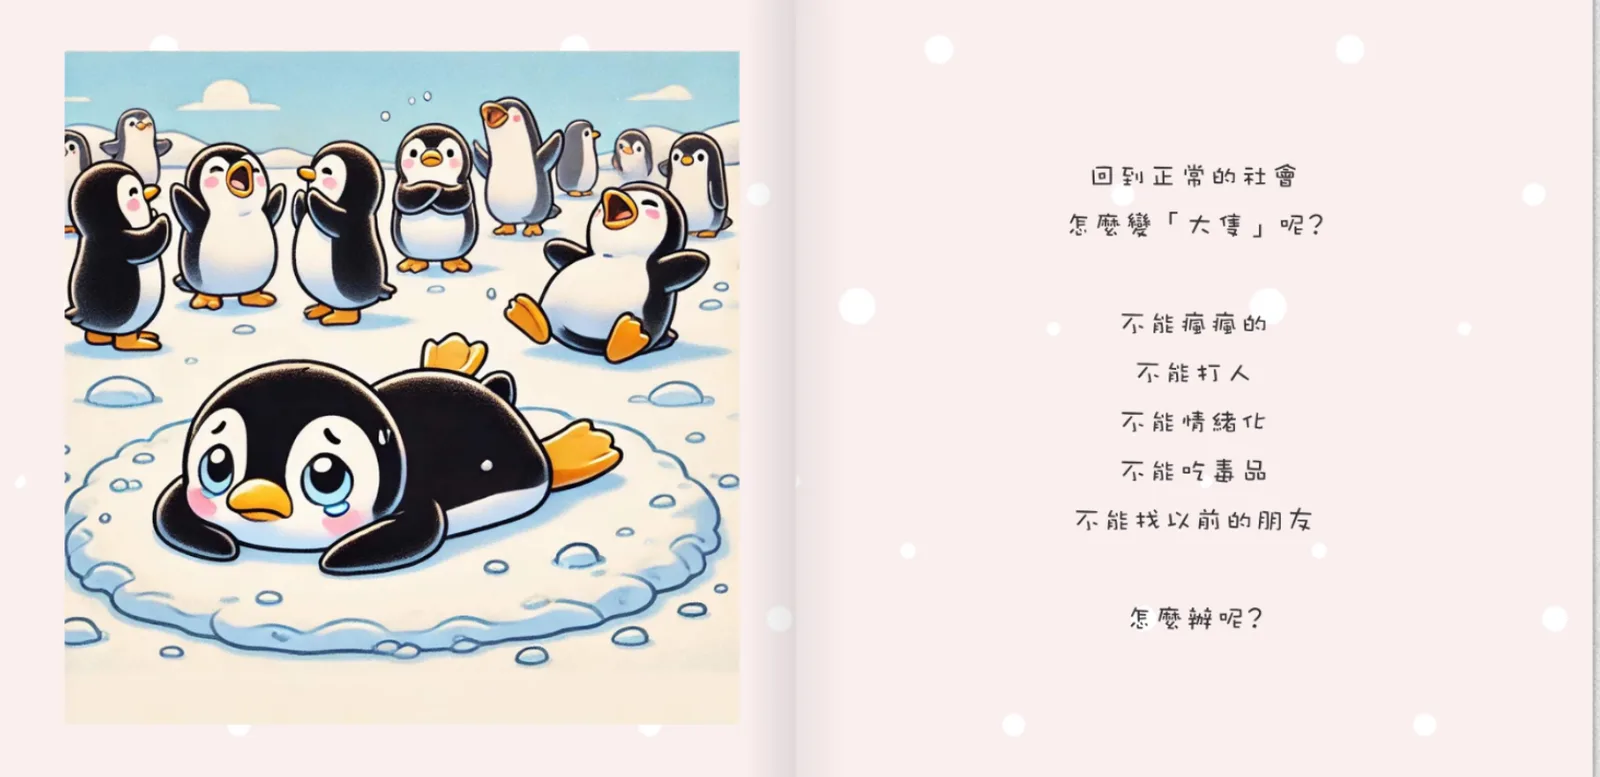 回到正常的社會
怎麼變「大隻」呢?
不能瘋瘋的
不能打人
不能情緒化
不能吃毒品
不能找以前的朋友
怎麼辦呢?